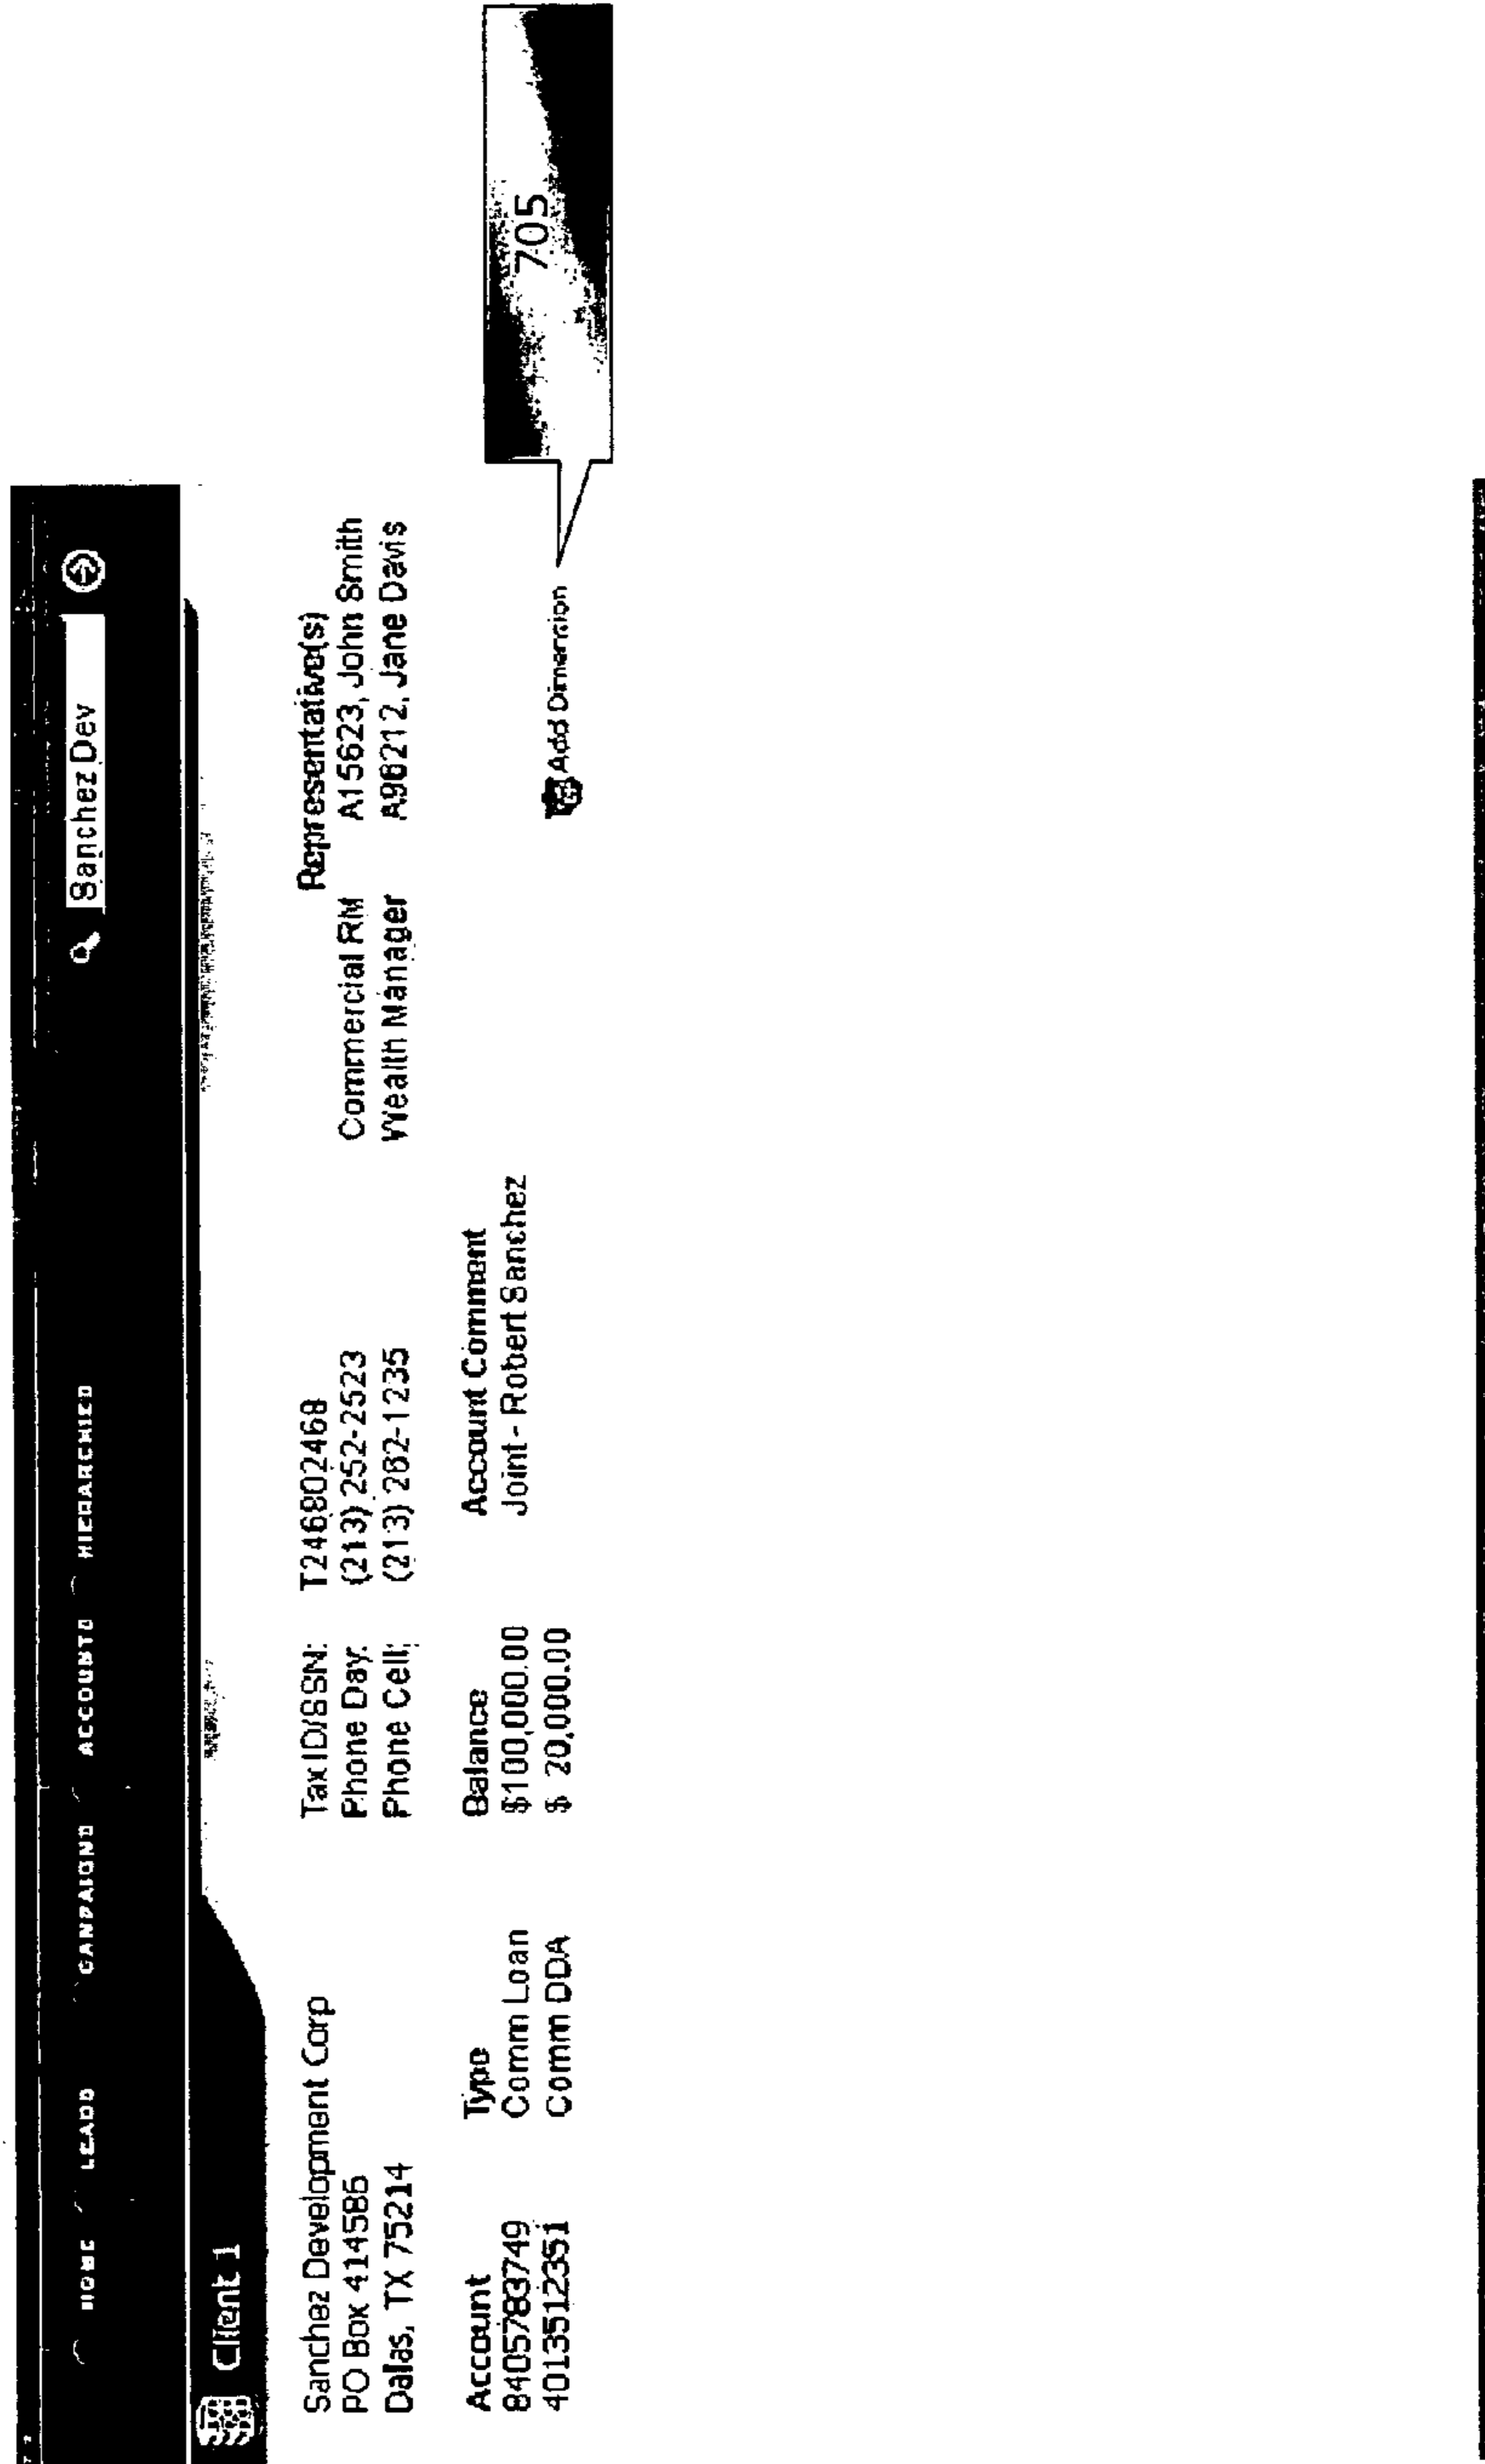 HOME LEADS CAMPAIGNS ACCOUNTS HIERARCHIES Sanchez Dev
Client 1
Sanchez Development Corp Tax ID/SSN: T246802468 Representative(s)
PO Box 414586 Phone Day: (213) 252-2523 Commercial RM A15623, John Smith
Dalas, TX 75214 Phone Cell: (213) 282-1235 Wealth Manager A98212, Jane Davis
Account Type Balance Account Comment
8405783749 Comm Loan $100,000.00 Joint - Robert Sanchez
4013512351 Comm DDA $ 20,000.00 Add Dimention
705